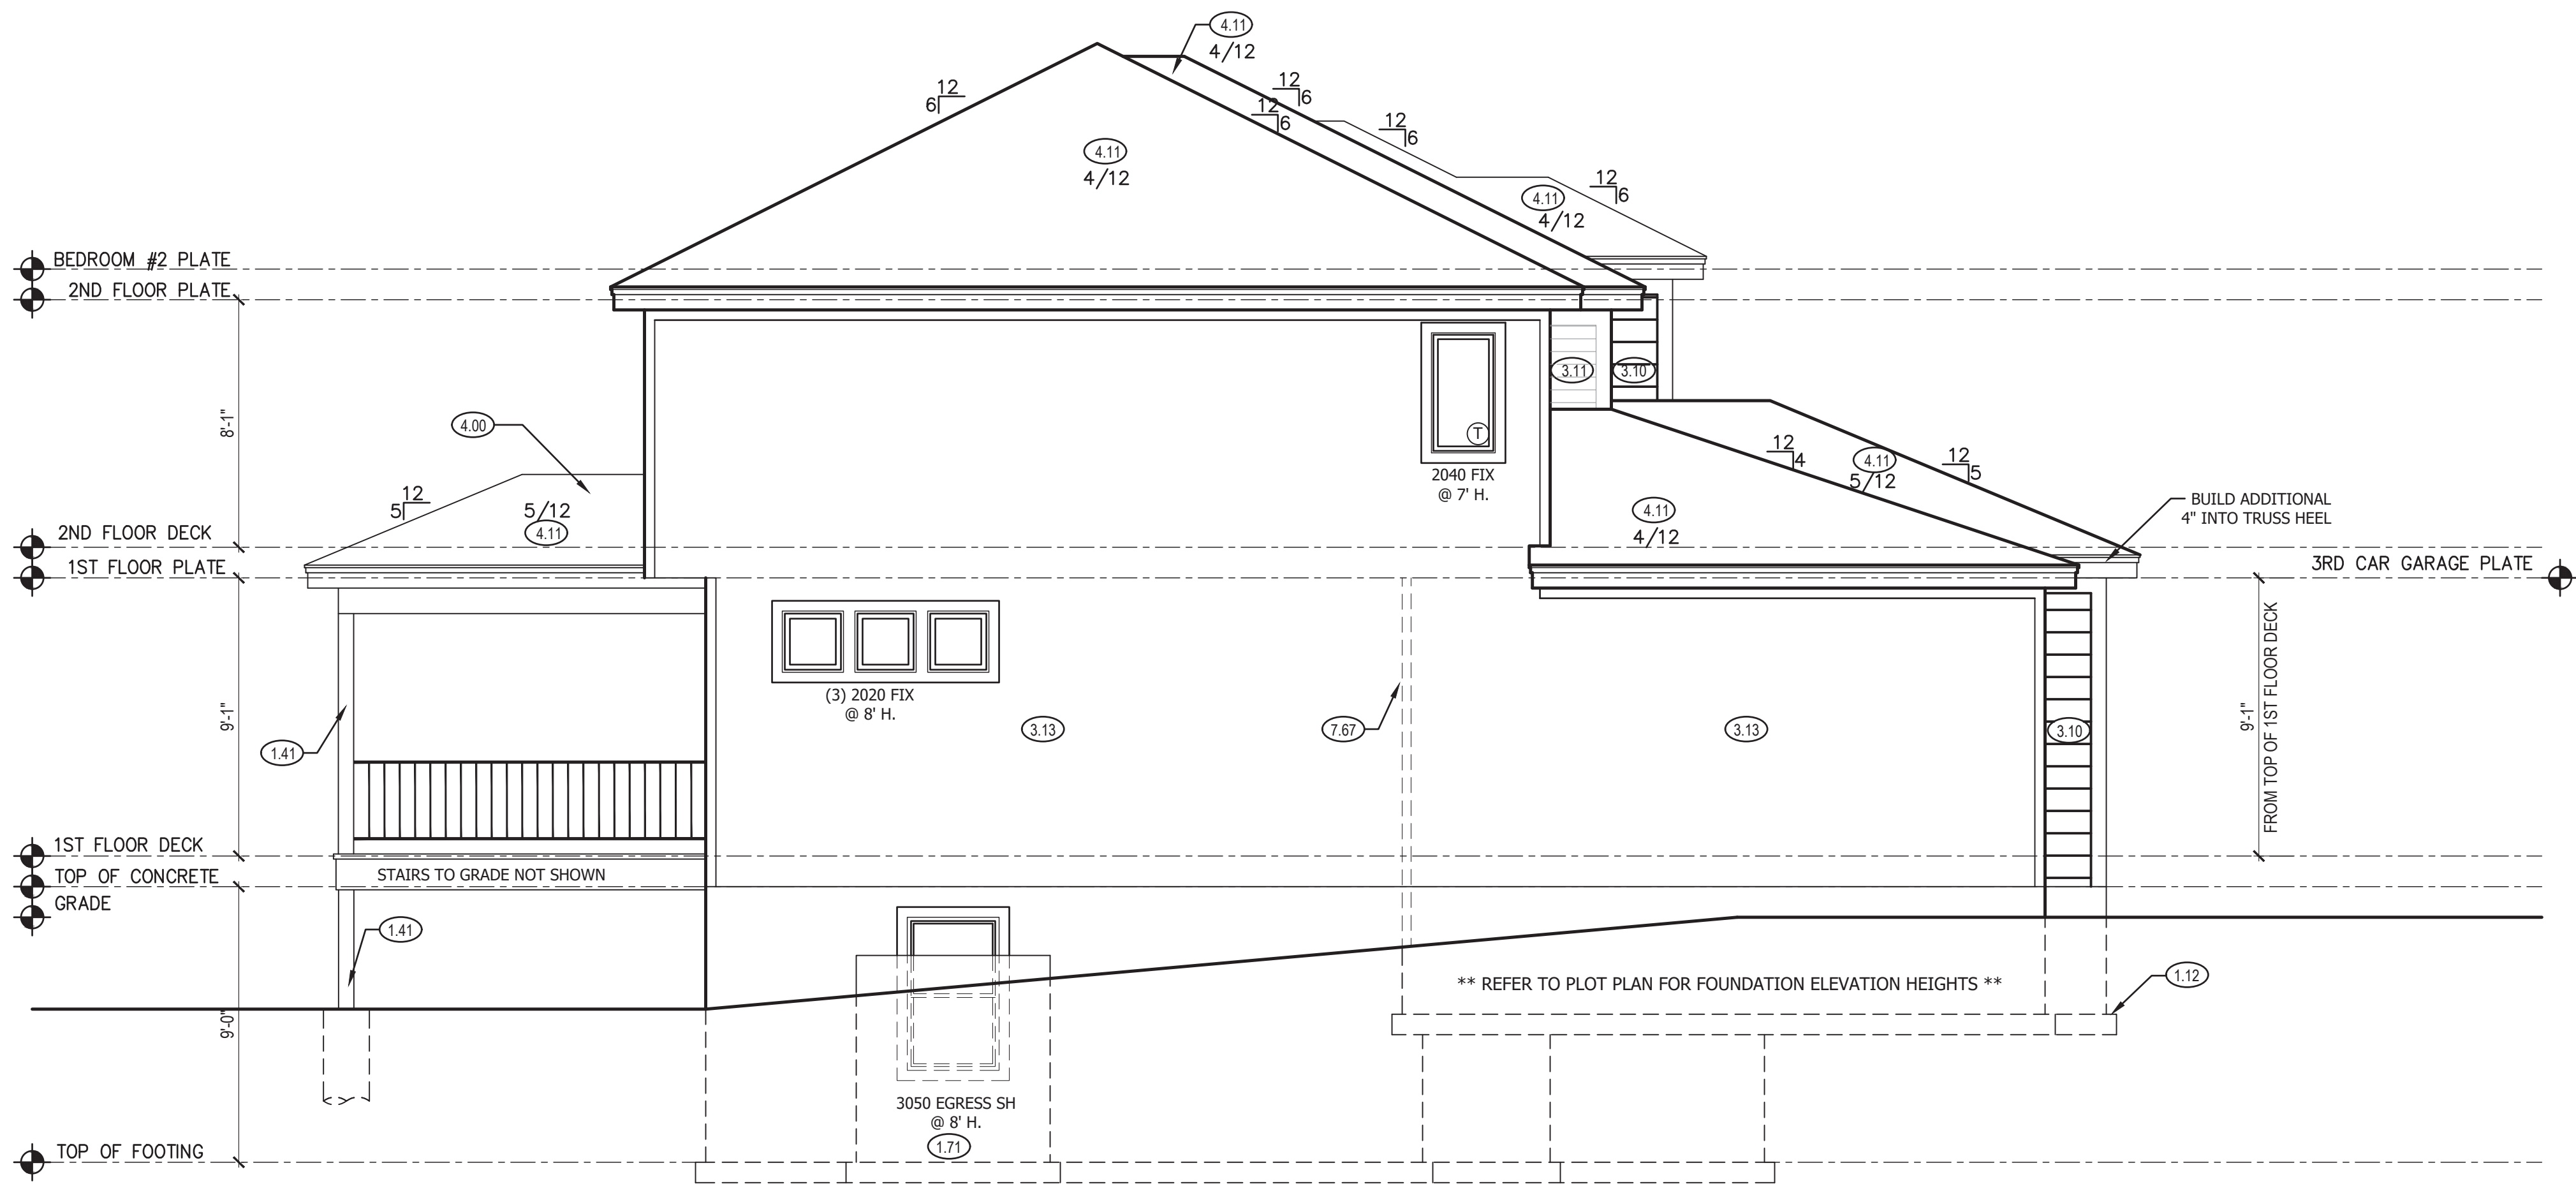 4.11
4/12
12
6
12
6
12
6
12
6
4.11
4/12
12
6
4.11
4/12
BEDROOM #2 PLATE
2ND FLOOR PLATE
8'-1"
3.11
3.10
4.00
T
2040 FIX
@ 7' H.
12
5
5/12
4.11
12
4
4.11
5/12
12
5
4.11
4/12
BUILD ADDITIONAL
4" INTO TRUSS HEEL
2ND FLOOR DECK
1ST FLOOR PLATE
3RD CAR GARAGE PLATE
(3) 2020 FIX
@ 8' H.
9'-1"
1.41
3.13
7.67
3.13
3.10
9'-1"
FROM TOP OF 1ST FLOOR DECK
1ST FLOOR DECK
TOP OF CONCRETE
STAIRS TO GRADE NOT SHOWN
GRADE
1.41
** REFER TO PLOT PLAN FOR FOUNDATION ELEVATION HEIGHTS **
1.12
9'-0"
3050 EGRESS SH
@ 8' H.
1.71
TOP OF FOOTING